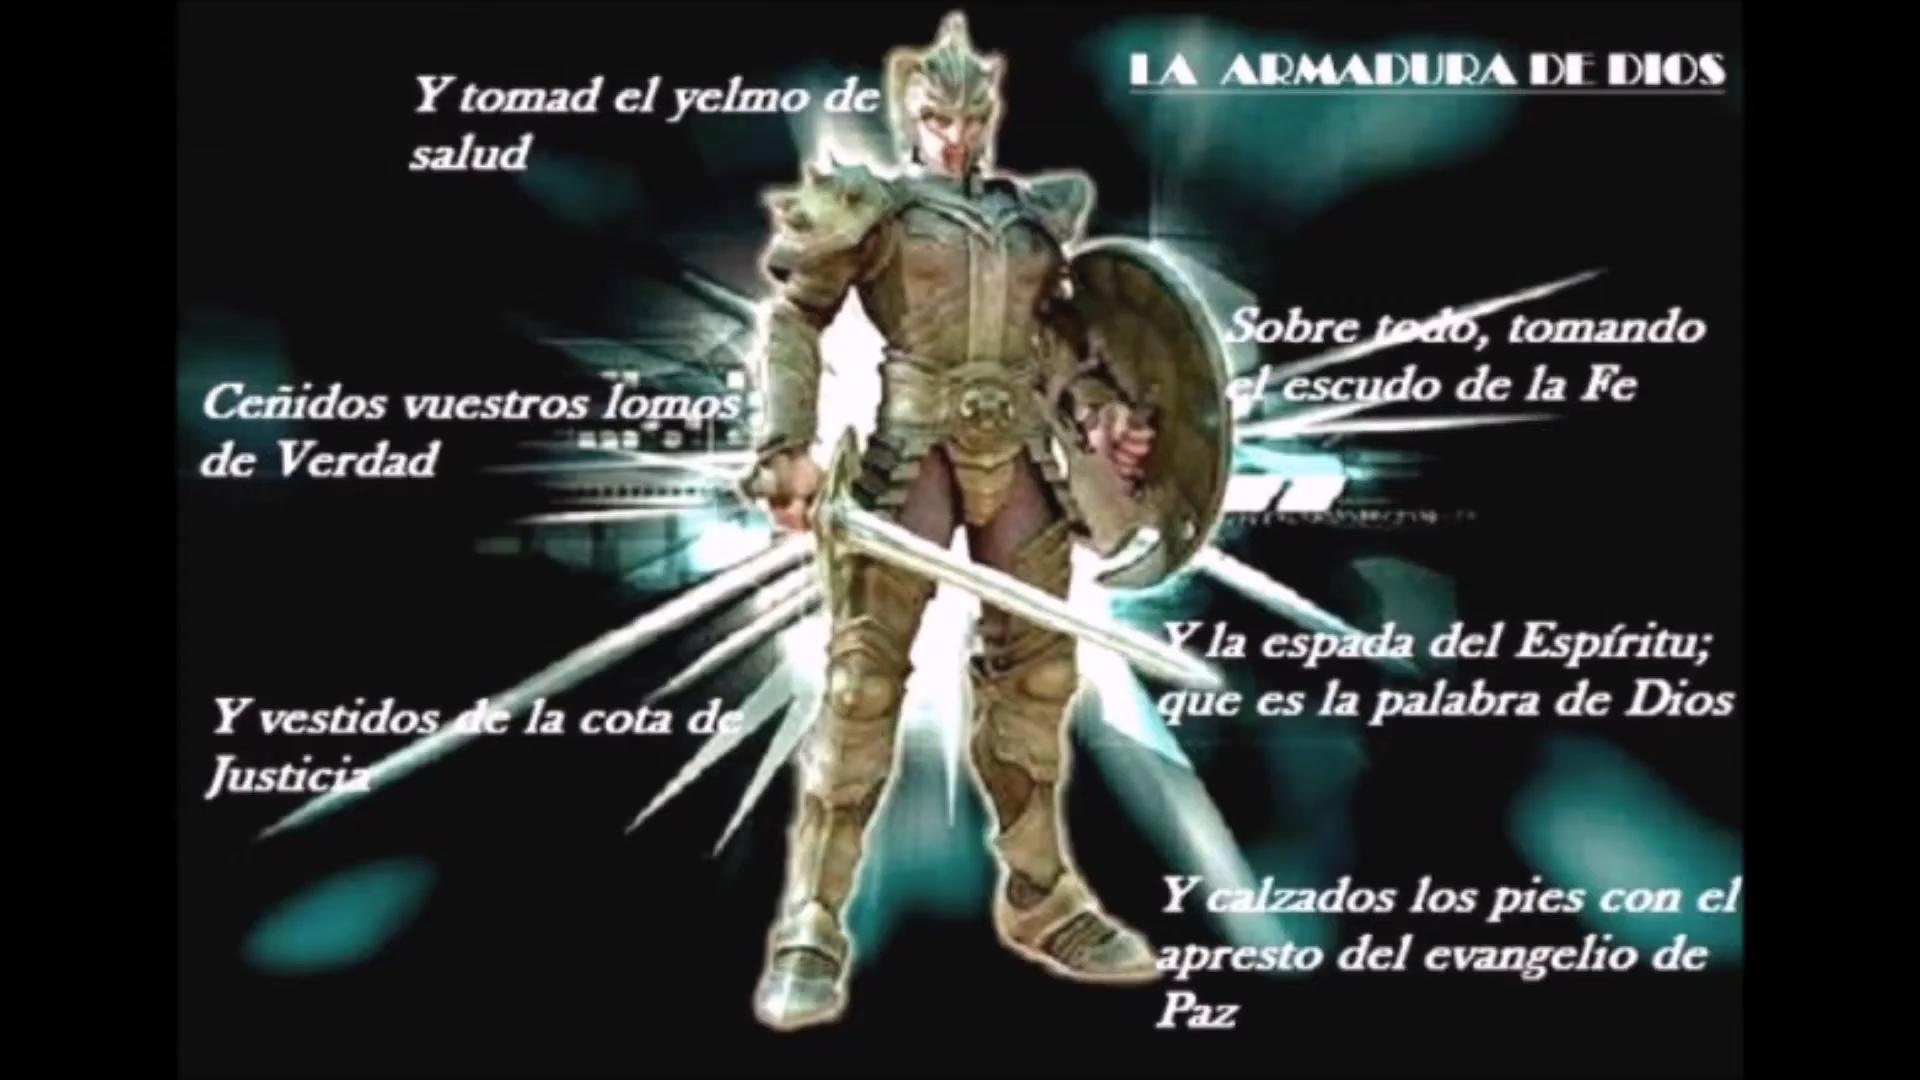 LA ARMADURA DE DIOS
Y tomad el yelmo de
salud
Sobre todo, tomando
el escudo de la Fe
Ceñidos vuestros lomos
de Verdad
Y la espada del Espíritu;
que es la palabra de Dios
Y vestidos de la cota de
Justicia
Y calzados los pies con el
apresto del evangelio de
Paz